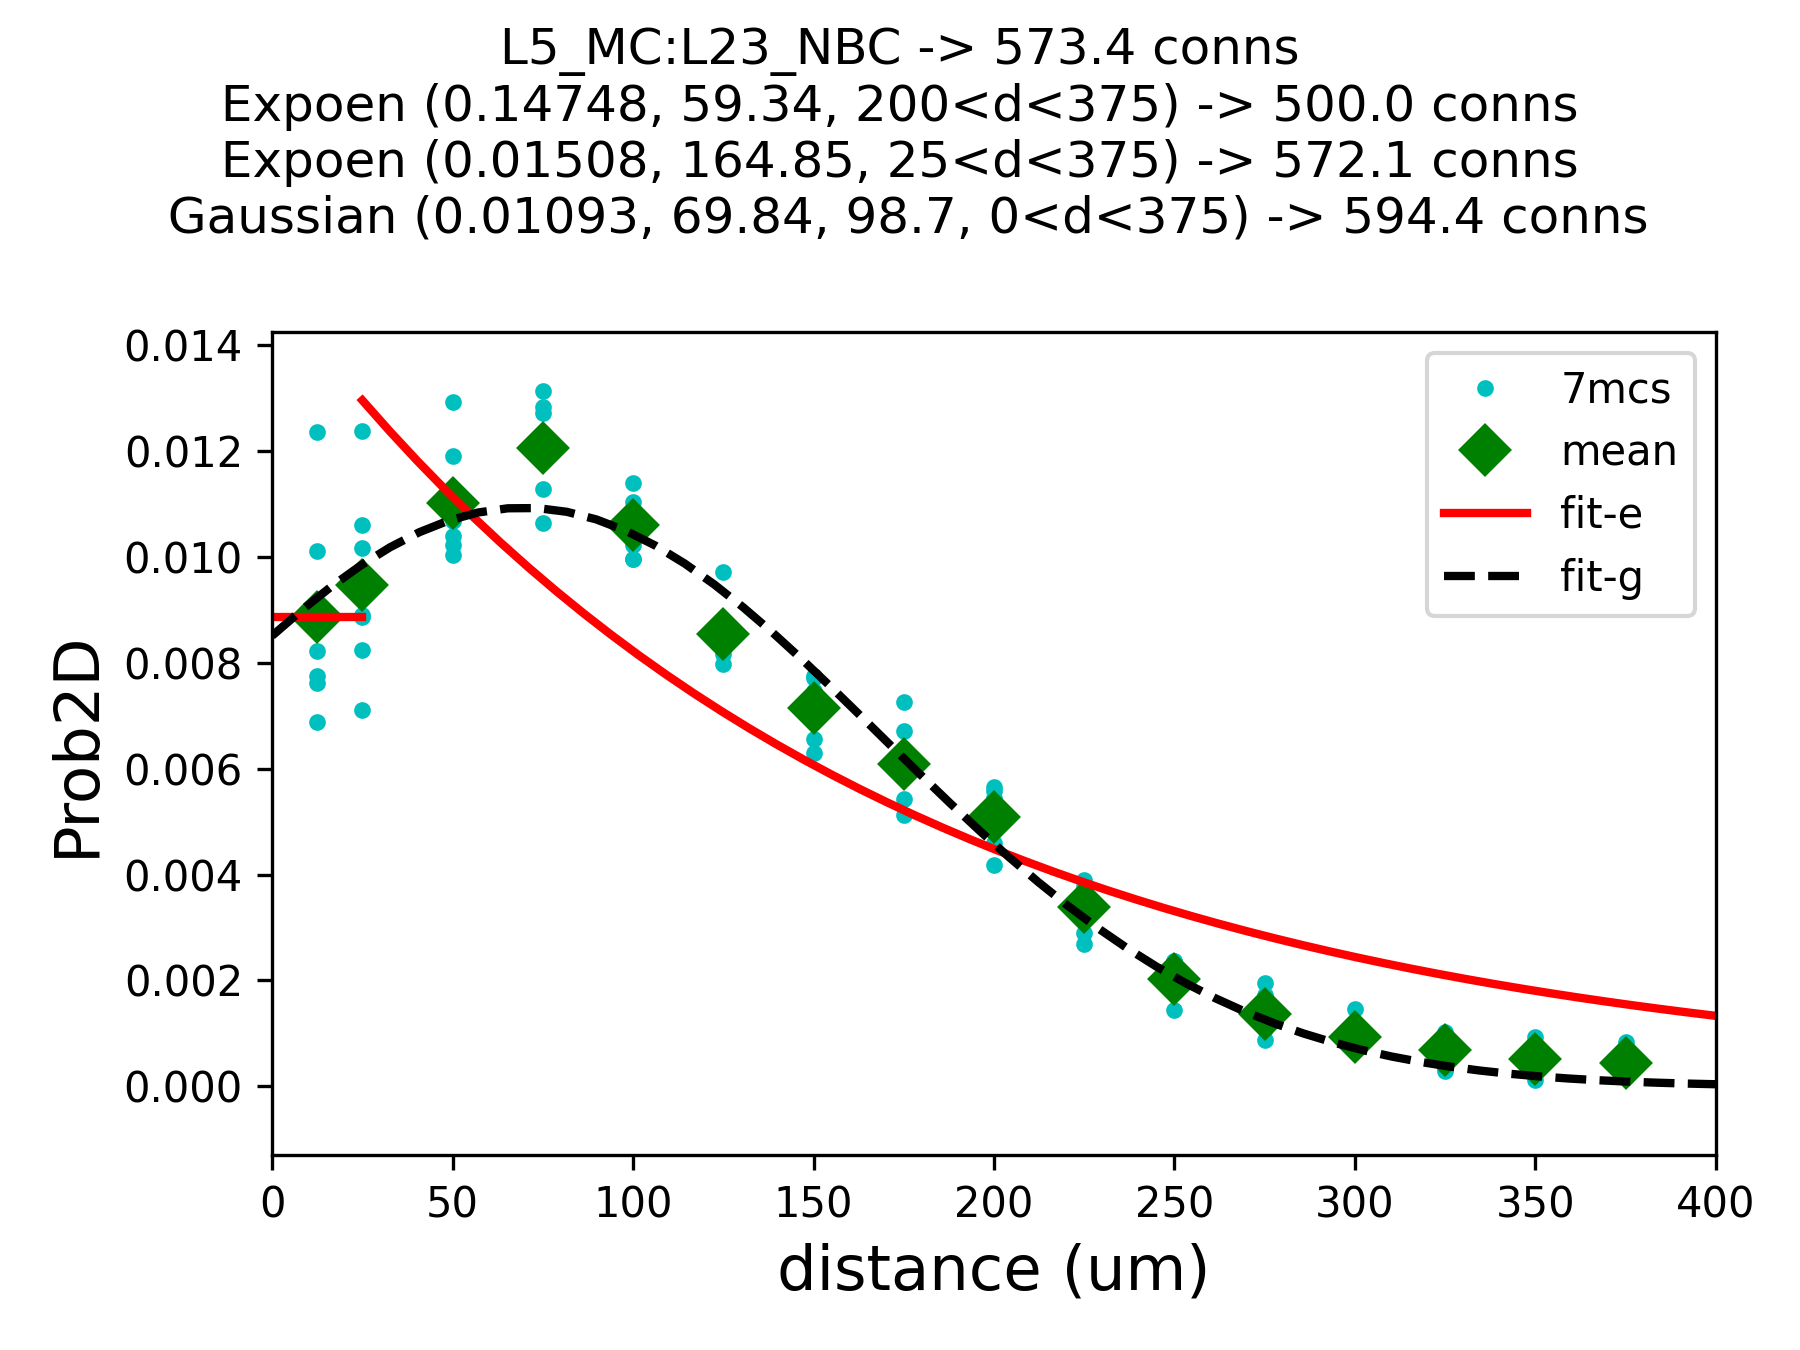 L5_MC:L23_NBC -> 573.4 conns
Expoen (0.14748, 59.34, 200<d<375) -> 500.0 conns
Expoen (0.01508, 164.85, 25<d<375) -> 572.1 conns
Gaussian (0.01093, 69.84, 98.7, 0<d<375) -> 594.4 conns
0.014
0.012
0.010
0.008
0.006
0.004
0.002
0.000
Prob2D
7mcs
mean
fit-e
fit-g
0 50 100 150 200 250 300 350 400
distance (um)